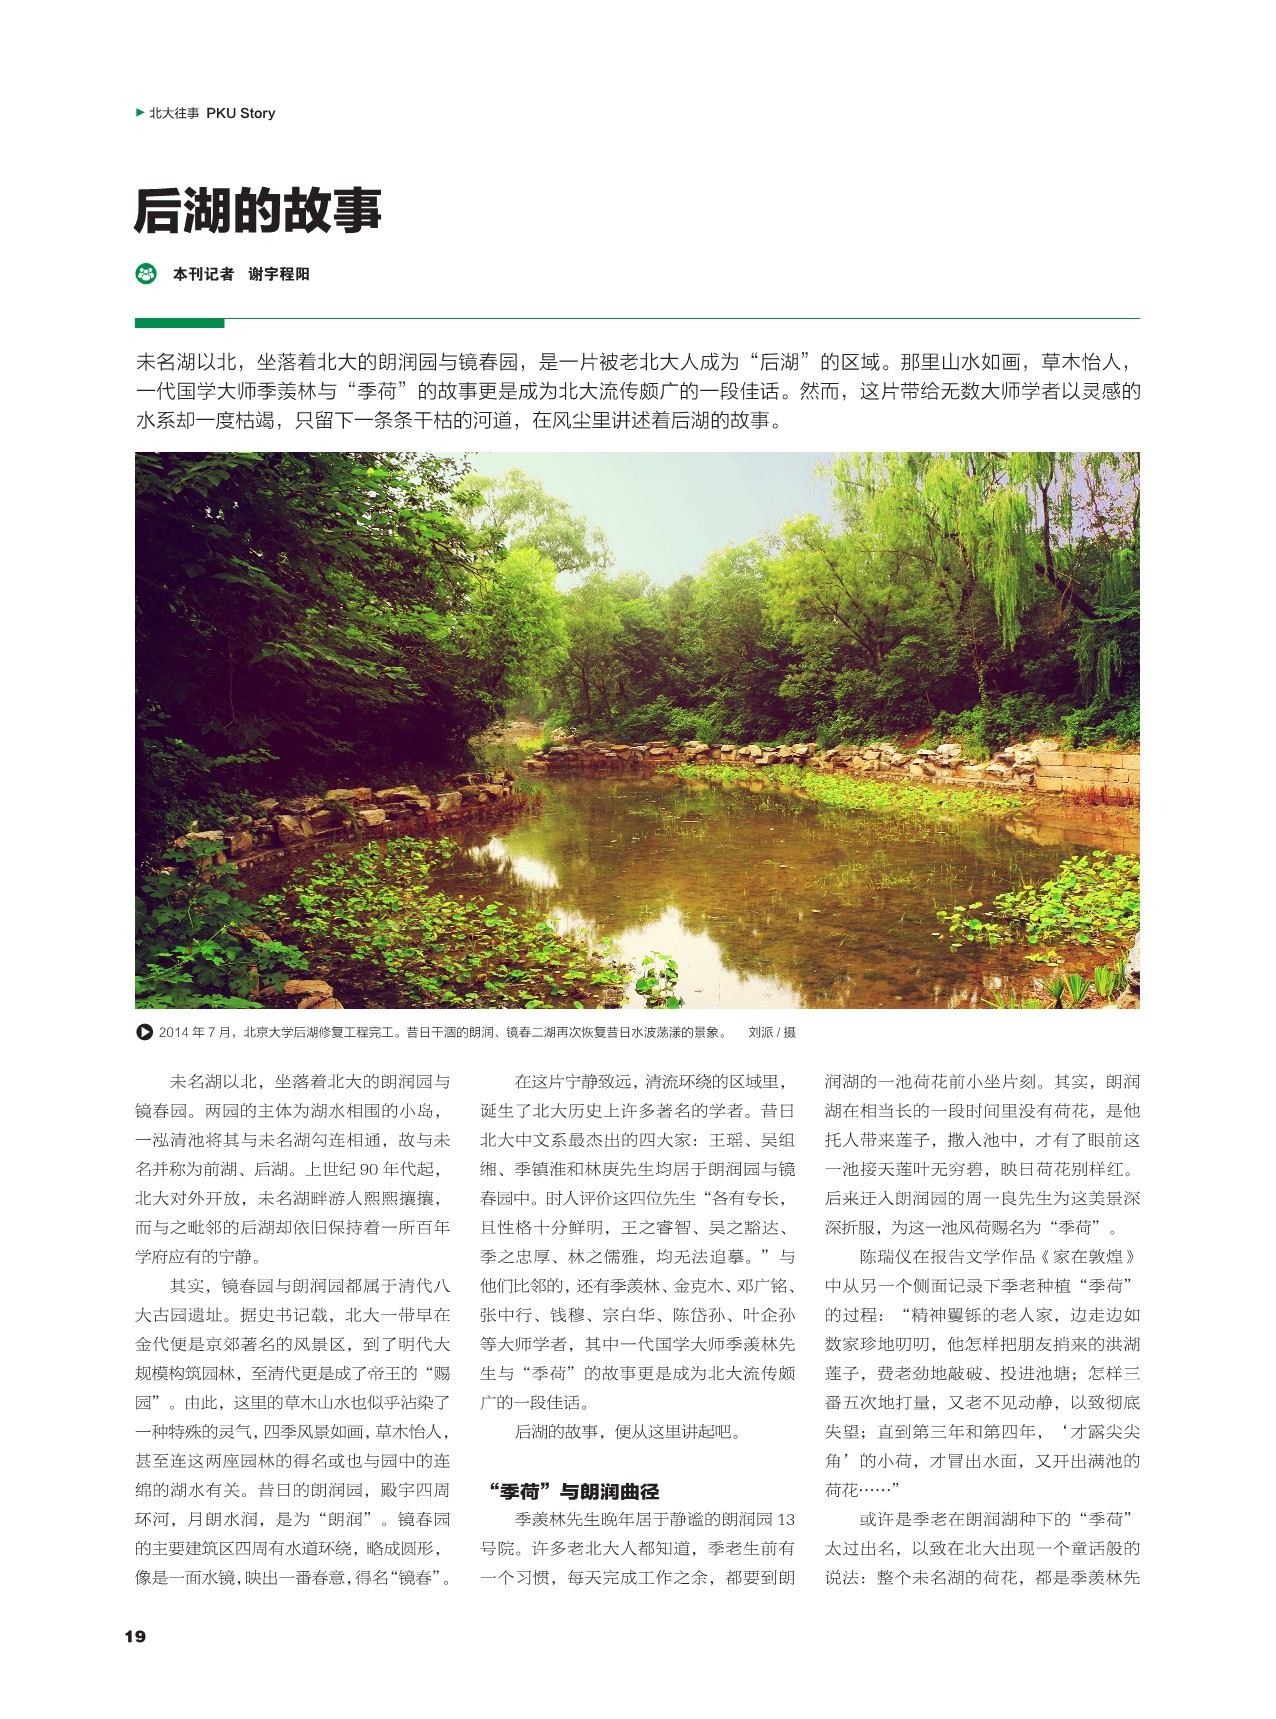 北大往事 PKU Story
后湖的故事
本刊记者 谢宇程阳
未名湖以北，坐落着北大的朗润园与镜春园，是一片被老北大人成为“后湖”的区域。那里山水如画，草木怡人，
一代国学大师季羡林与“季荷”的故事更是成为北大流传颇广的一段佳话。然而，这片带给无数大师学者以灵感的
水系却一度枯竭，只留下一条条干枯的河道，在风尘里讲述着后湖的故事。
2014 年 7 月，北京大学后湖修复工程完工。昔日干涸的朗润、镜春二湖再次恢复昔日水波荡漾的景象。 刘派 / 摄
未名湖以北，坐落着北大的朗润园与
镜春园。两园的主体为湖水相围的小岛，
一泓清池将其与未名湖勾连相通，故与未
名并称为前湖、后湖。上世纪 90 年代起，
北大对外开放，未名湖畔游人熙熙攘攘，
而与之毗邻的后湖却依旧保持着一所百年
学府应有的宁静。
其实，镜春园与朗润园都属于清代八
大古园遗址。据史书记载，北大一带早在
金代便是京郊著名的风景区，到了明代大
规模构筑园林，至清代更是成了帝王的“赐
园”。由此，这里的草木山水也似乎沾染了
一种特殊的灵气，四季风景如画，草木怡人，
甚至连这两座园林的得名或也与园中的连
绵的湖水有关。昔日的朗润园，殿宇四周
环河，月朗水润，是为“朗润”。镜春园
的主要建筑区四周有水道环绕，略成圆形，
像是一面水镜，映出一番春意，得名“镜春”。
在这片宁静致远，清流环绕的区域里，
诞生了北大历史上许多著名的学者。昔日
北大中文系最杰出的四大家：王瑶、吴组
缃、季镇淮和林庚先生均居于朗润园与镜
春园中。时人评价这四位先生“各有专长，
且性格十分鲜明，王之睿智、吴之豁达、
季之忠厚、林之儒雅，均无法追摹。”与
他们比邻的，还有季羡林、金克木、邓广铭、
张中行、钱穆、宗白华、陈岱孙、叶企孙
等大师学者，其中一代国学大师季羡林先
生与“季荷”的故事更是成为北大流传颇
广的一段佳话。
后湖的故事，便从这里讲起吧。
“季荷”与朗润曲径
季羡林先生晚年居于静谧的朗润园 13
号院。许多老北大人都知道，季老生前有
一个习惯，每天完成工作之余，都要到朗
润湖的一池荷花前小坐片刻。其实，朗润
湖在相当长的一段时间里没有荷花，是他
托人带来莲子，撒入池中，才有了眼前这
一池接天莲叶无穷碧，映日荷花别样红。
后来迁入朗润园的周一良先生为这美景深
深折服，为这一池风荷赐名为“季荷”。
陈瑞仪在报告文学作品《家在敦煌》
中从另一个侧面记录下季老种植“季荷”
的过程：“精神矍铄的老人家，边走边如
数家珍地叨叨，他怎样把朋友捎来的洪湖
莲子，费老劲地敲破、投进池塘；怎样三
番五次地打量，又老不见动静，以致彻底
失望；直到第三年和第四年，‘才露尖尖
角’的小荷，才冒出水面，又开出满池的
荷花……”
或许是季老在朗润湖种下的“季荷”
太过出名，以致在北大出现一个童话般的
说法：整个未名湖的荷花，都是季羡林先
19